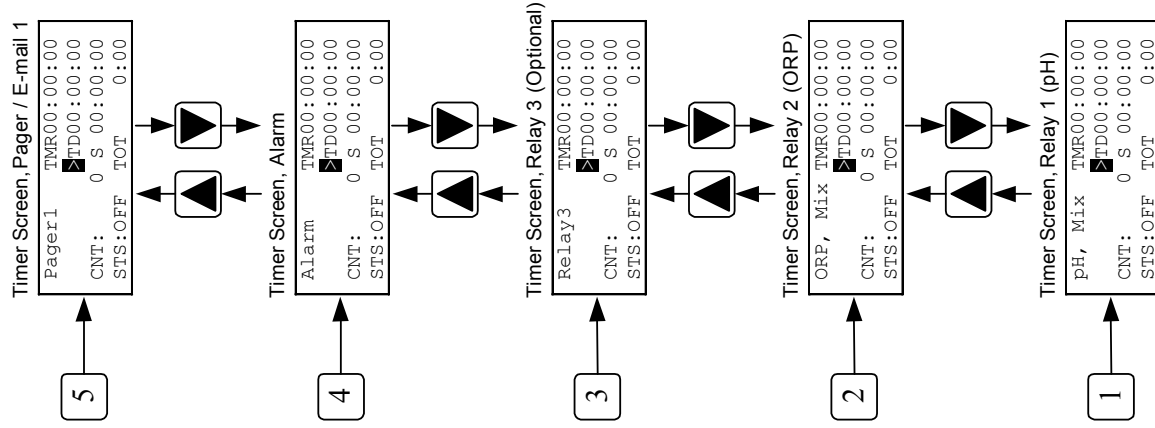 Timer Screen, Pager / E-mail 1
5
Pager1 TMR00:00:00
>TD00:00:00
CNT: 0 S 00:00:00
STS:OFF TOT 0:00
Timer Screen, Alarm
4
Alarm TMR00:00:00
>TD00:00:00
CNT: 0 S 00:00:00
STS:OFF TOT 0:00
Timer Screen, Relay 3 (Optional)
3
Relay3 TMR00:00:00
>TD00:00:00
CNT: 0 S 00:00:00
STS:OFF TOT 0:00
Timer Screen, Relay 2 (ORP)
2
ORP, Mix TMR00:00:00
>TD00:00:00
CNT: 0 S 00:00:00
STS:OFF TOT 0:00
Timer Screen, Relay 1 (pH)
1
pH, Mix TMR00:00:00
>TD00:00:00
CNT: 0 S 00:00:00
STS:OFF TOT 0:00